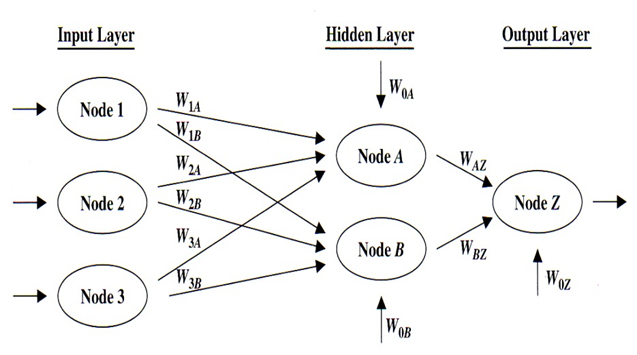 Input Layer
Hidden Layer
Output Layer
Node 1
Node 2
Node 3
W1A
W1B
W2A
W2B
W3A
W3B
W0A
Node A
Node B
W0B
WAZ
WBZ
Node Z
W0Z